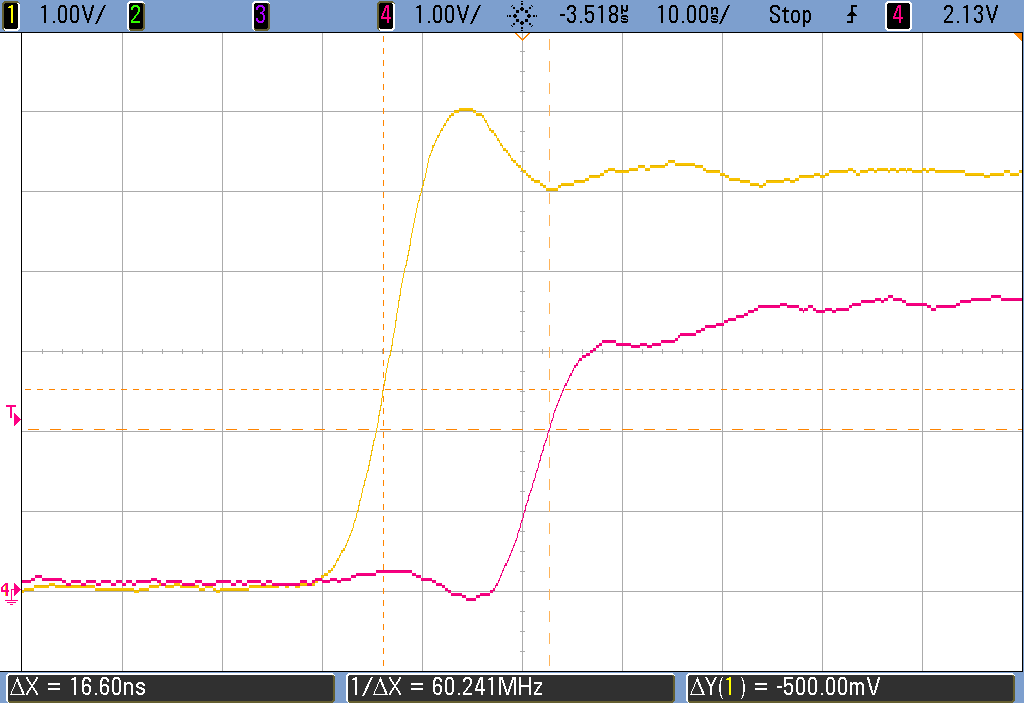 1 1.00V/ 2 3 4 1.00V/ -3.518µs 10.00ns/ Stop 4 2.13V
T
4
ΔX = 16.60ns 1/ΔX = 60.241MHz ΔY(1) = -500.00mV